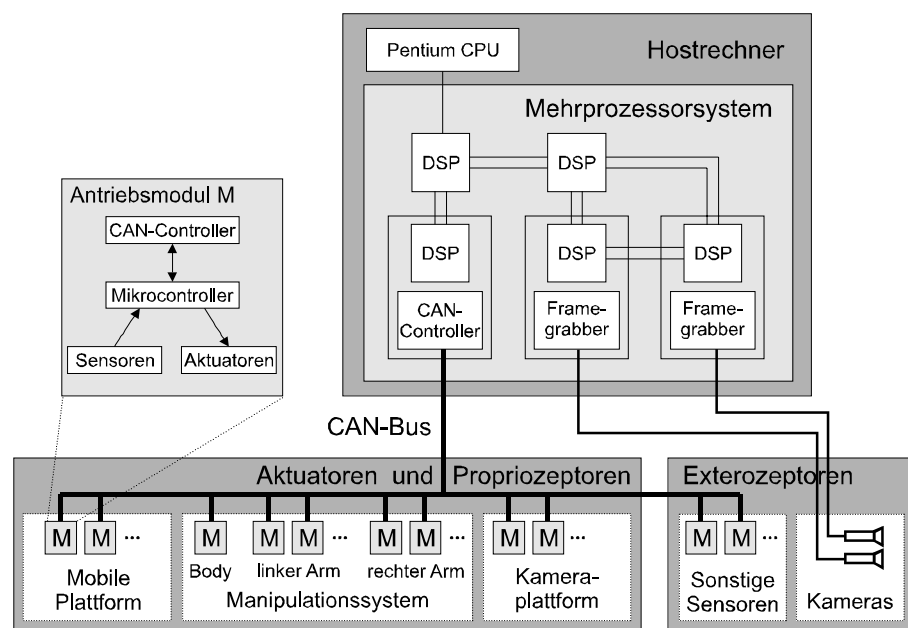 Hostrechner
Pentium CPU
Mehrprozessorsystem
DSP
DSP
DSP
DSP
DSP
CAN-
Controller
Frame-
grabber
Frame-
grabber
Antriebsmodul M
CAN-Controller
Mikrocontroller
Sensoren
Aktuatoren
CAN-Bus
Aktuatoren und Propriozeptoren
M
M
...
Mobile
Plattform
M
M
M
...
M
M
...
Body
linker Arm
rechter Arm
Manipulationssystem
M
M
...
Kamera-
plattform
Exterozeptoren
M
M
...
Sonstige
Sensoren
Kameras